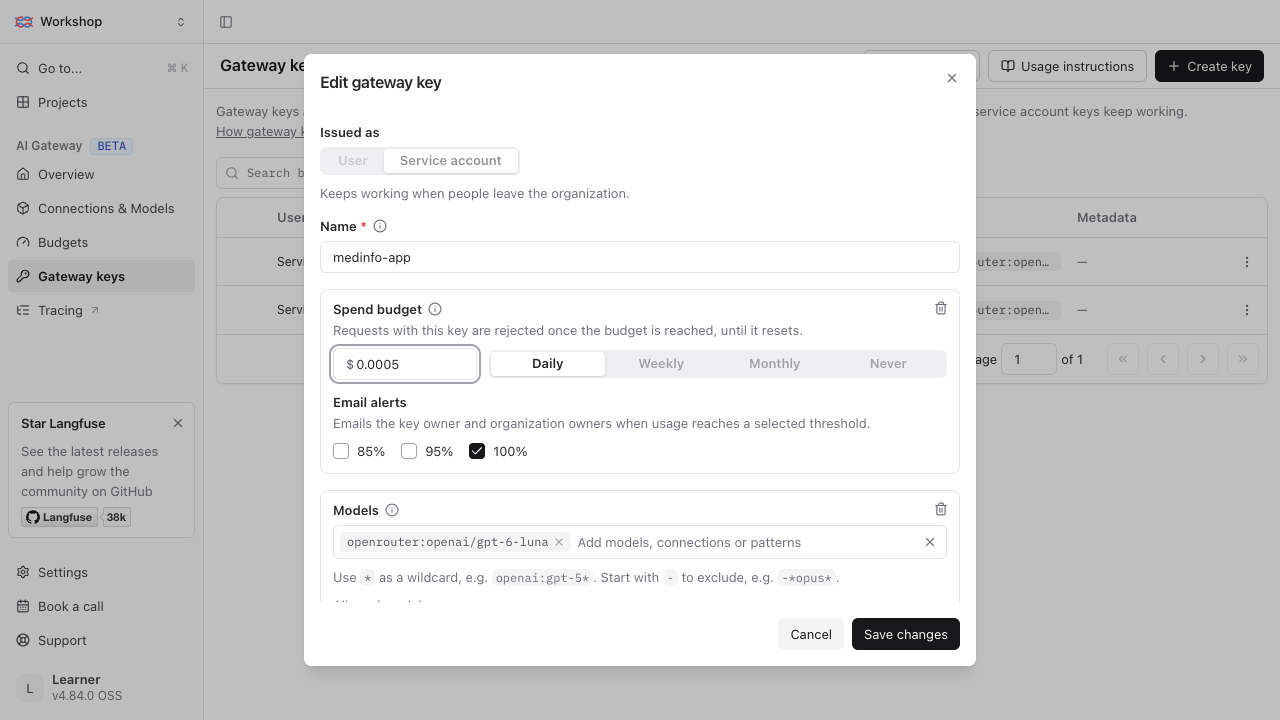 Workshop
Go to...
⌘ K
Projects
AI Gateway BETA
Overview
Connections & Models
Budgets
Gateway keys
Tracing
Star Langfuse
See the latest releases
and help grow the
community on GitHub
Langfuse 38k
Settings
Book a call
Support
L
Learner
v4.84.0 OSS
Gateway ke
Usage instructions
Create key
Gateway keys
service account keys keep working.
How gateway k
Search b
Metadata
outer:open… —
outer:open… —
1 of 1
Edit gateway key
Issued as
User Service account
Keeps working when people leave the organization.
Name *
medinfo-app
Spend budget
Requests with this key are rejected once the budget is reached, until it resets.
$ 0.0005
Daily Weekly Monthly Never
Email alerts
Emails the key owner and organization owners when usage reaches a selected threshold.
85% 95% 100%
Models
openrouter:openai/gpt-6-luna Add models, connections or patterns
Use * as a wildcard, e.g. openai:gpt-5*. Start with - to exclude, e.g. -*opus*.
Cancel Save changes